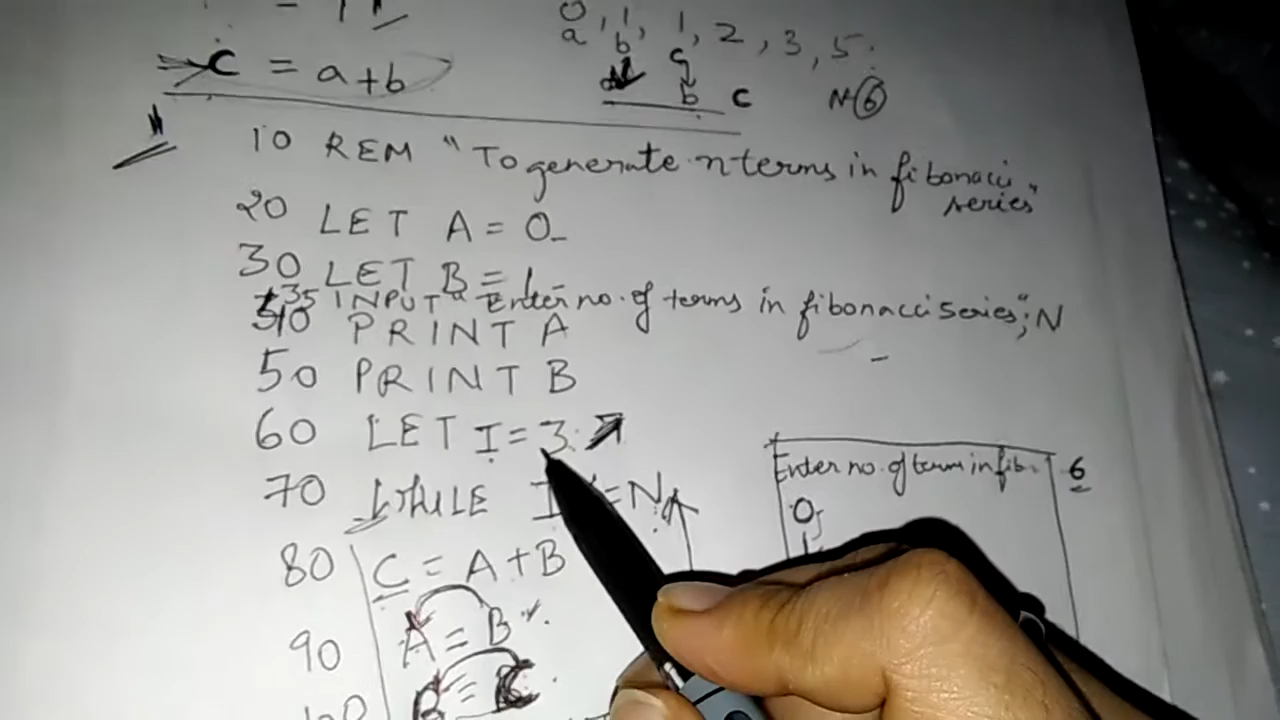 c = a+b
0, 1, 1, 2, 3, 5.
a b c
b c N 6
10 REM "To generate n terms in fibonacci
series"
20 LET A = 0
30 LET B = 1
35 INPUT "Enter no. of terms in fibonacci series"; N
40 PRINT A
50 PRINT B
60 LET I = 3
70 WHILE I <= N
80 C = A + B
90 A = B
100 B = C
Enter no. of term in fib. 6
0
1